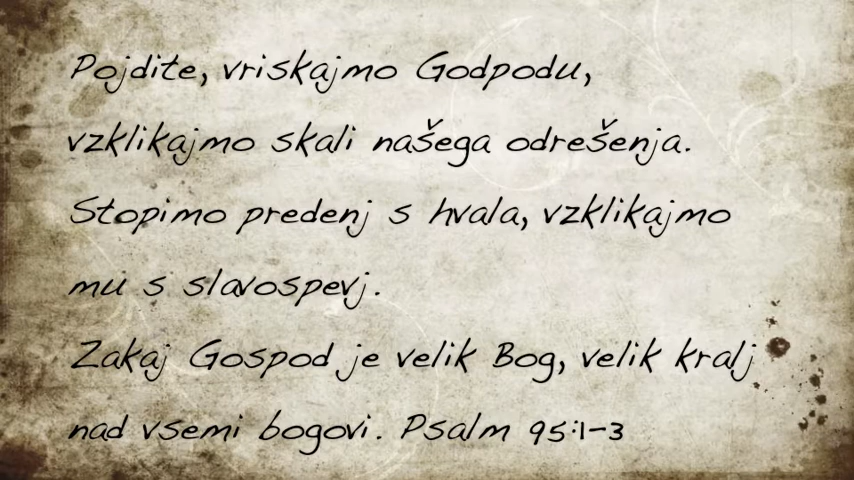 Pojdite, vriskajmo Godpodu,
vzklikajmo skali našega odrešenja.
Stopimo predenj s hvala, vzklikajmo
mu s slavospevj.
Zakaj Gospod je velik Bog, velik kralj
nad vsemi bogovi. Psalm 95:1-3